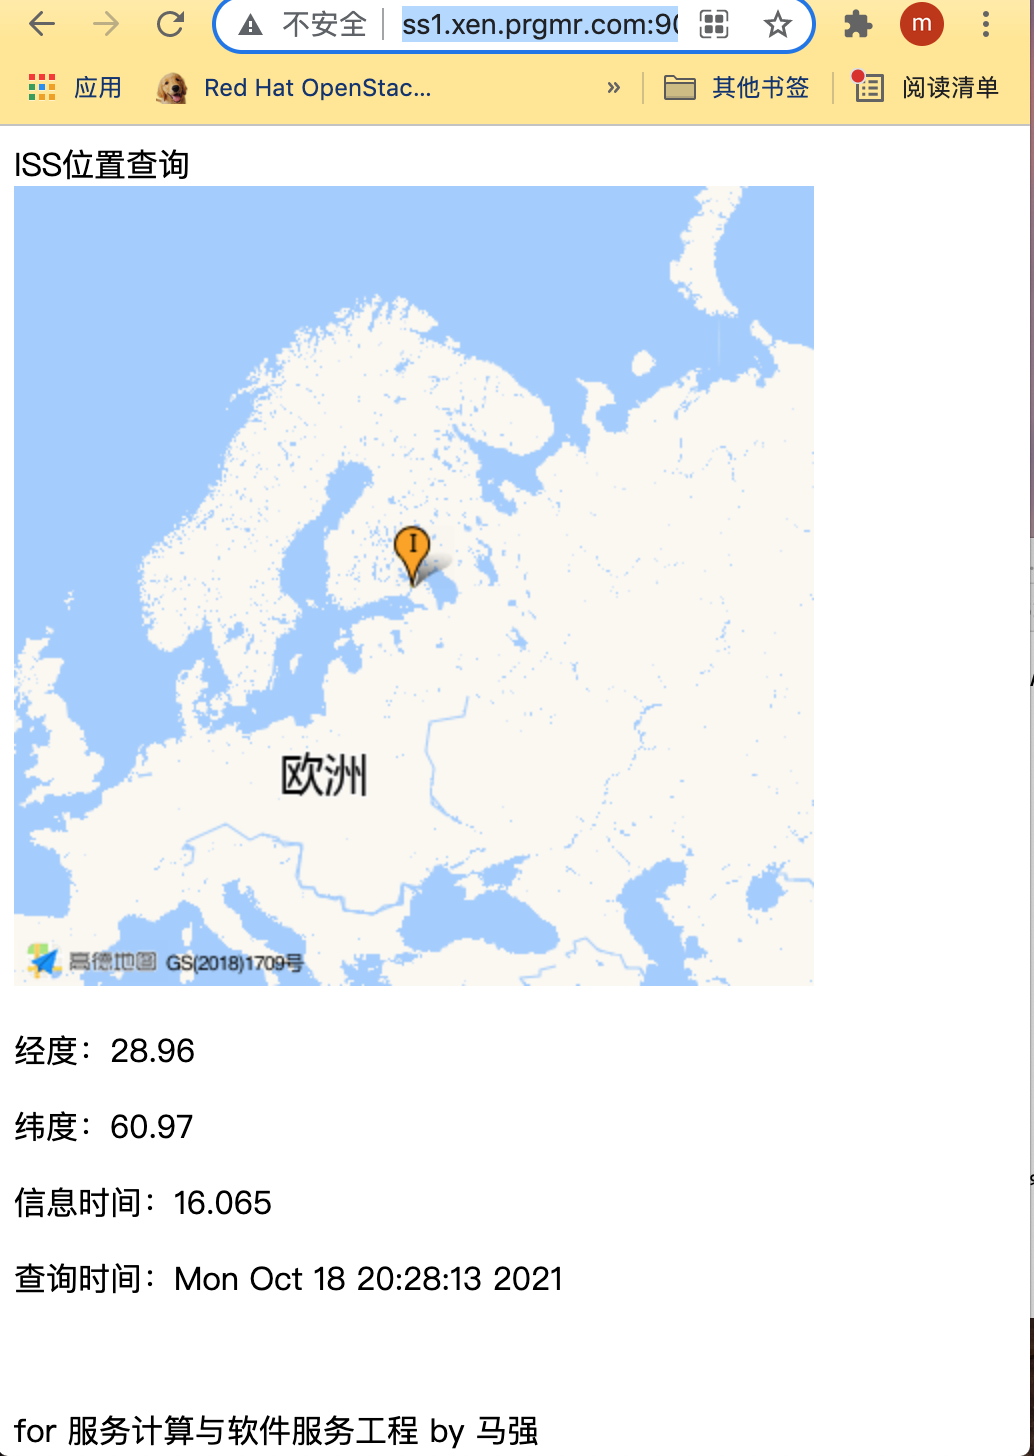 不安全 ss1.xen.prgmr.com:90
m
应用 Red Hat OpenStac... » 其他书签 阅读清单
ISS位置查询
I
欧洲
高德地图 GS(2018)1709号
经度：28.96
纬度：60.97
信息时间：16.065
查询时间：Mon Oct 18 20:28:13 2021
for 服务计算与软件服务工程 by 马强